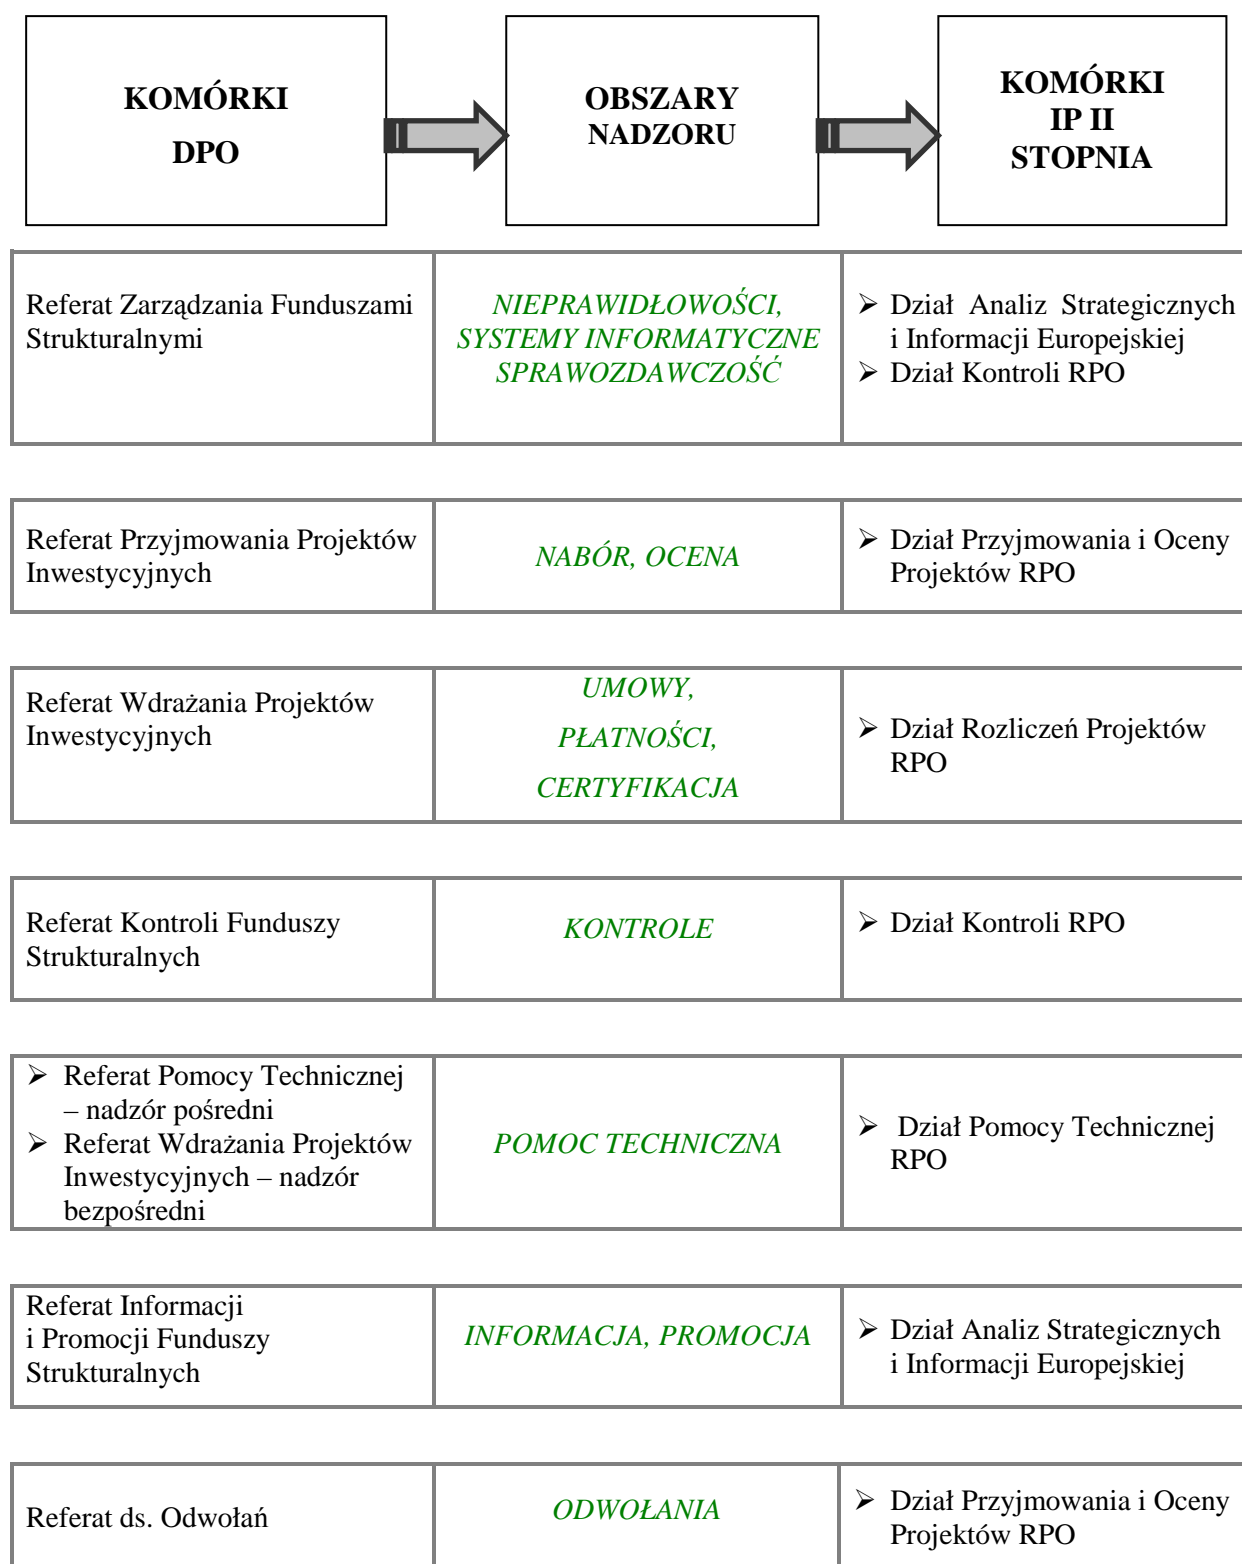 KOMÓRKI
DPO
OBSZARY
NADZORU
KOMÓRKI
IP II
STOPNIA
Referat Zarządzania Funduszami
Strukturalnymi
NIEPRAWIDŁOWOŚCI,
SYSTEMY INFORMATYCZNE
SPRAWOZDAWCZOŚĆ
➢ Dział Analiz Strategicznych
i Informacji Europejskiej
➢ Dział Kontroli RPO
Referat Przyjmowania Projektów
Inwestycyjnych
NABÓR, OCENA
➢ Dział Przyjmowania i Oceny
Projektów RPO
Referat Wdrażania Projektów
Inwestycyjnych
UMOWY,
PŁATNOŚCI,
CERTYFIKACJA
➢ Dział Rozliczeń Projektów
RPO
Referat Kontroli Funduszy
Strukturalnych
KONTROLE
➢ Dział Kontroli RPO
➢ Referat Pomocy Technicznej
– nadzór pośredni
➢ Referat Wdrażania Projektów
Inwestycyjnych – nadzór
bezpośredni
POMOC TECHNICZNA
➢ Dział Pomocy Technicznej
RPO
Referat Informacji
i Promocji Funduszy
Strukturalnych
INFORMACJA, PROMOCJA
➢ Dział Analiz Strategicznych
i Informacji Europejskiej
Referat ds. Odwołań
ODWOŁANIA
➢ Dział Przyjmowania i Oceny
Projektów RPO